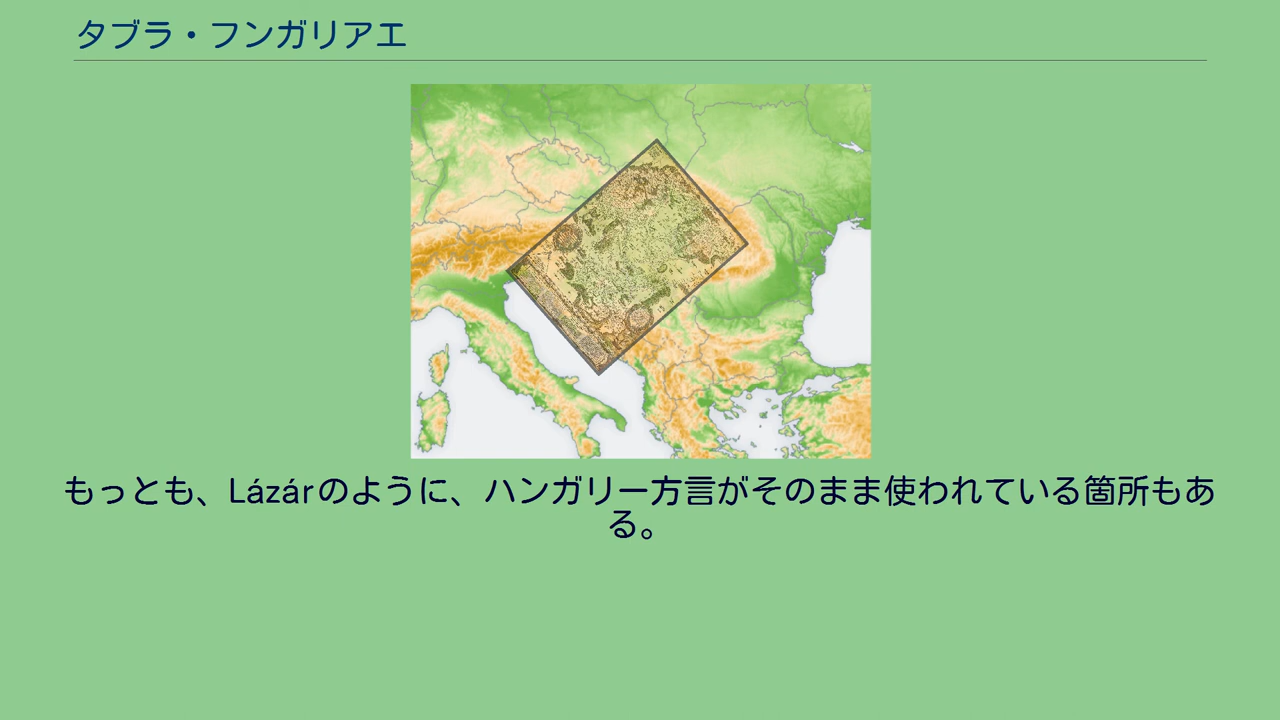 タブラ・フンガリアエ
もっとも、Lázárのように、ハンガリー方言がそのまま使われている箇所もあ
る。